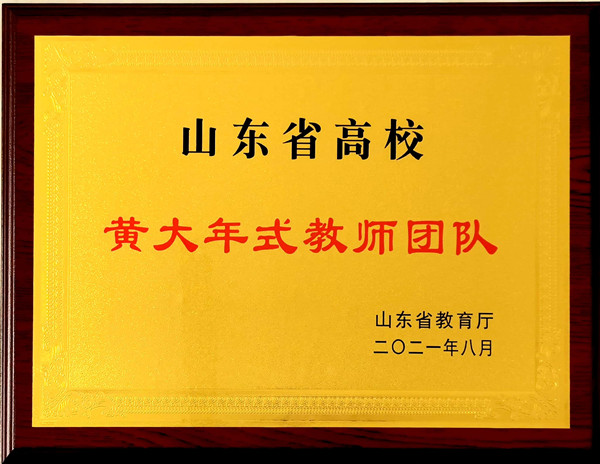 山东省高校
黄大年式教师团队
山东省教育厅
二〇二一年八月